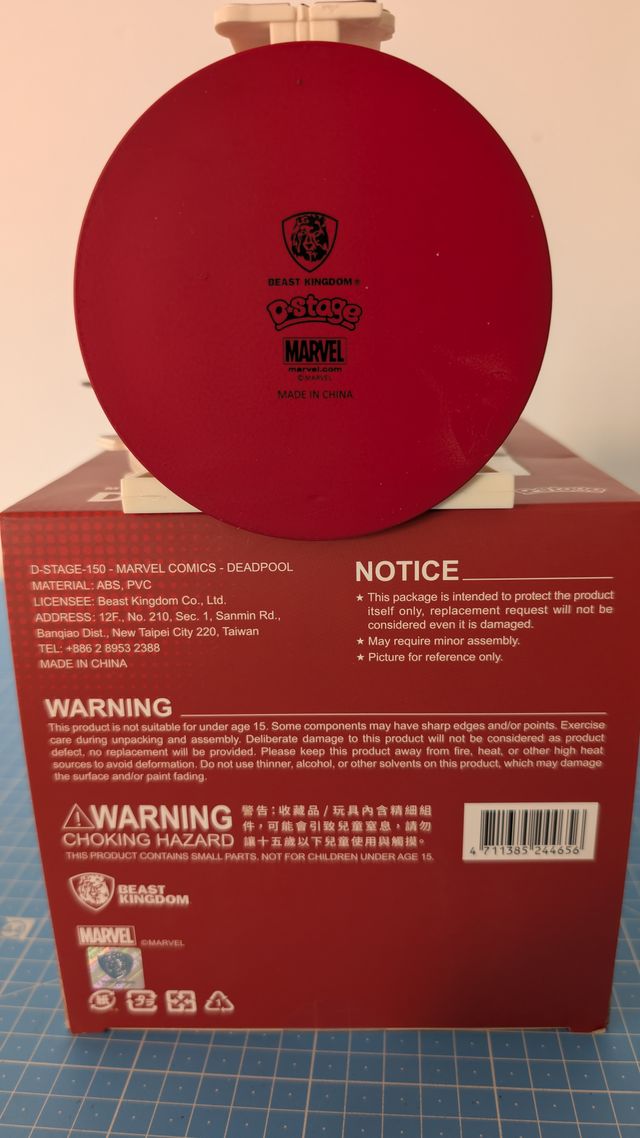 BEAST KINGDOM®
D-Stage
MARVEL
marvel.com
©MARVEL
MADE IN CHINA
D-STAGE-150 - MARVEL COMICS - DEADPOOL
MATERIAL: ABS, PVC
LICENSEE: Beast Kingdom Co., Ltd.
ADDRESS: 12F., No. 210, Sec. 1, Sanmin Rd.,
Banqiao Dist., New Taipei City 220, Taiwan
TEL: +886 2 8953 2388
MADE IN CHINA
NOTICE
★ This package is intended to protect the product
itself only, replacement request will not be
considered even it is damaged.
★ May require minor assembly.
★ Picture for reference only.
WARNING
This product is not suitable for under age 15. Some components may have sharp edges and/or points. Exercise
care during unpacking and assembly. Deliberate damage to this product will not be considered as product
defect, no replacement will be provided. Please keep this product away from fire, heat, or other high heat
sources to avoid deformation. Do not use thinner, alcohol, or other solvents on this product, which may damage
the surface and/or paint fading.
WARNING
CHOKING HAZARD
警告：收藏品/玩具內含精細組
件，可能會引致兒童窒息，請勿
讓十五歲以下兒童使用與觸摸。
THIS PRODUCT CONTAINS SMALL PARTS. NOT FOR CHILDREN UNDER AGE 15.
4 711385 244656
BEAST
KINGDOM
MARVEL ©MARVEL